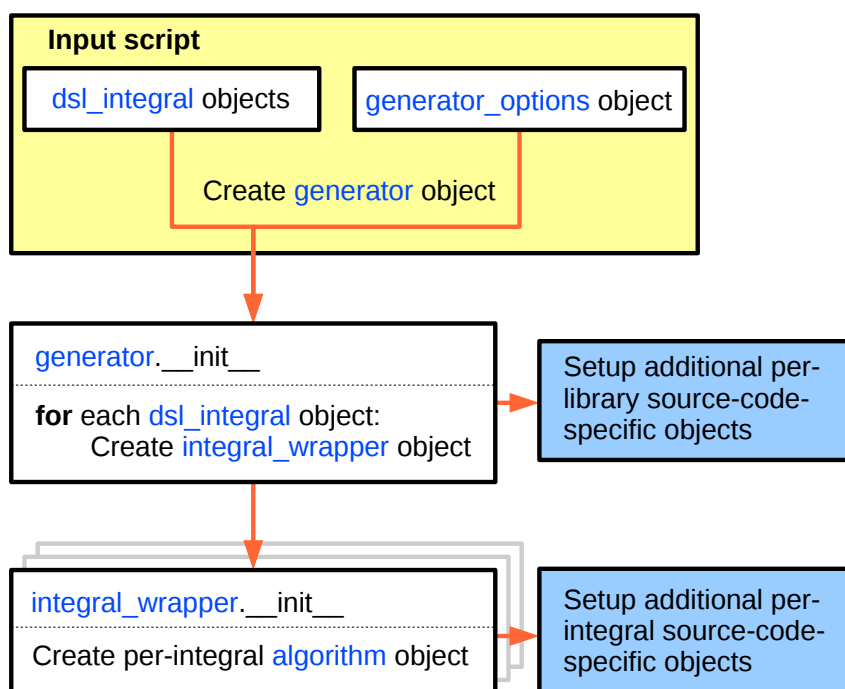 Input script
dsl_integral objects
generator_options object
Create generator object
generator.__init__
for each dsl_integral object:
Create integral_wrapper object
Setup additional per-
library source-code-
specific objects
integral_wrapper.__init__
Create per-integral algorithm object
Setup additional per-
integral source-code-
specific objects